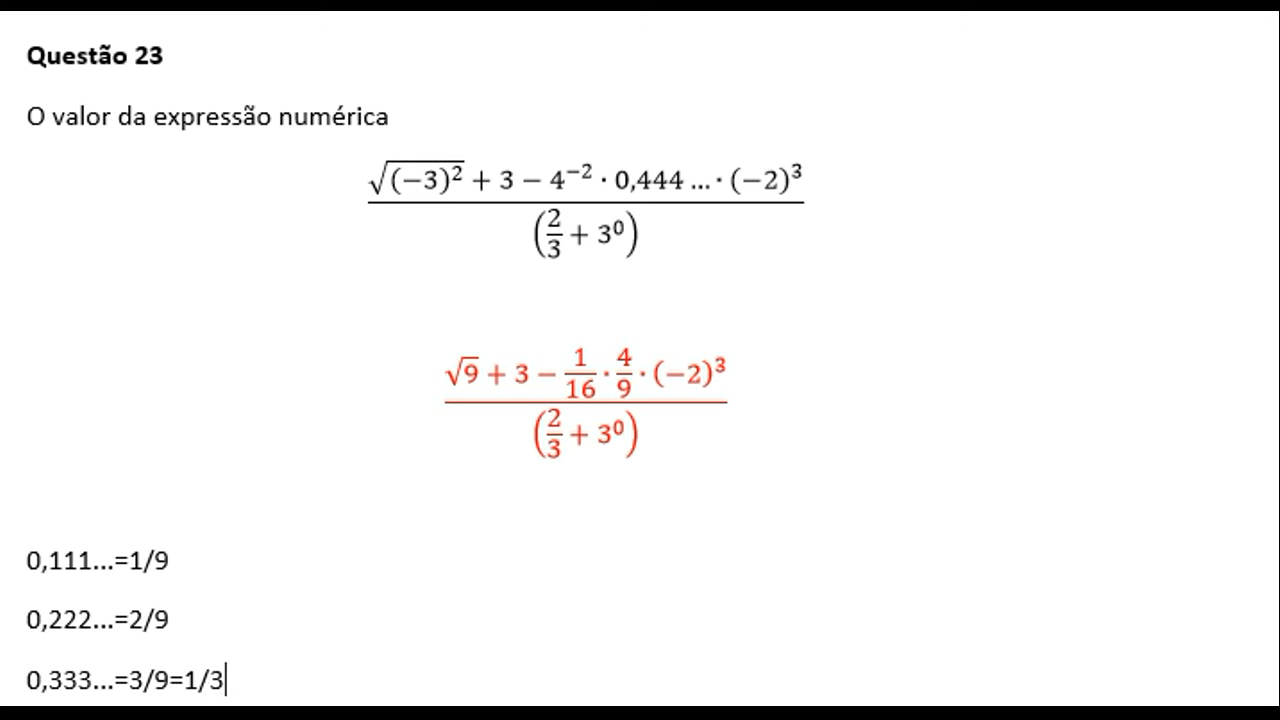 Questão 23
O valor da expressão numérica
√(−3)² + 3 − 4⁻² · 0,444 … · (−2)³
(2/3 + 3⁰)
√9 + 3 − 1/16 · 4/9 · (−2)³
(2/3 + 3⁰)
0,111...=1/9
0,222...=2/9
0,333...=3/9=1/3